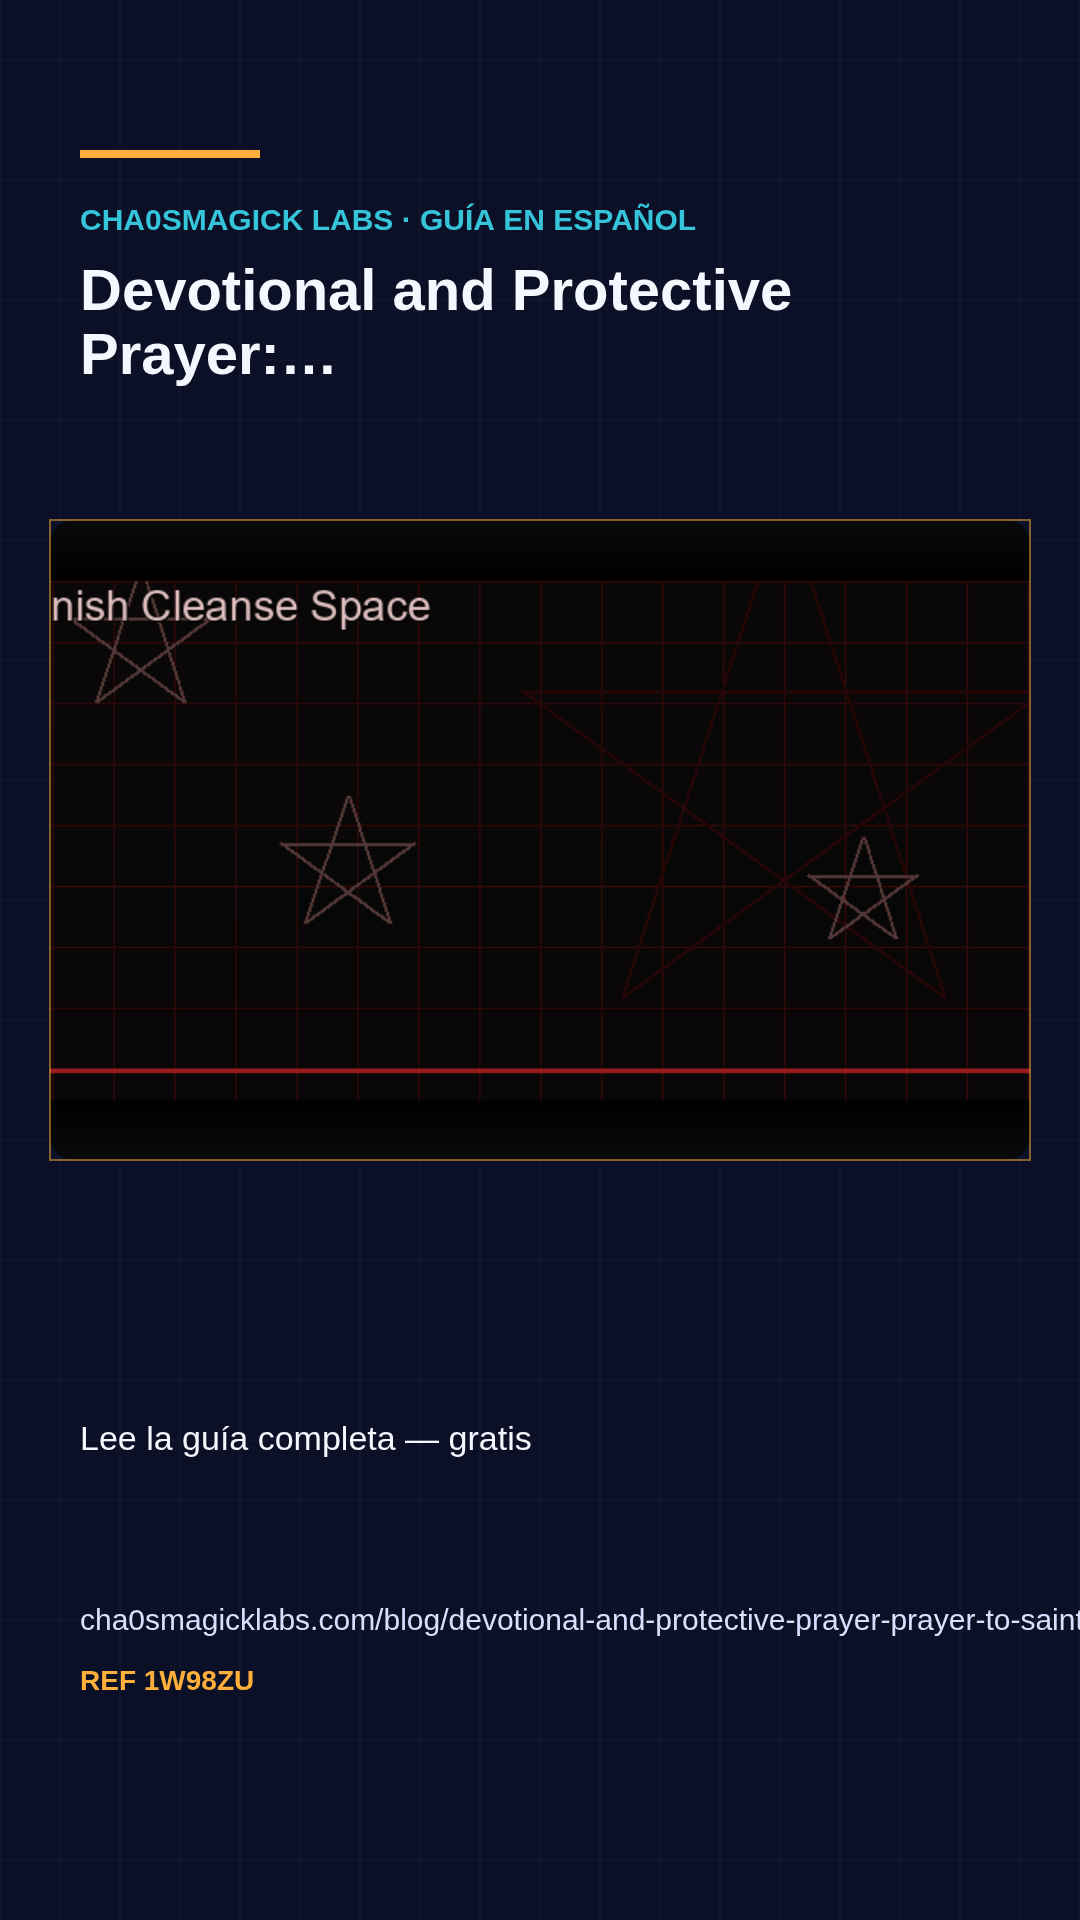 CHA0SMAGICK LABS · GUÍA EN ESPAÑOL
Devotional and Protective
Prayer:…
nish Cleanse Space
Lee la guía completa — gratis
cha0smagicklabs.com/blog/devotional-and-protective-prayer-prayer-to-saint
REF 1W98ZU